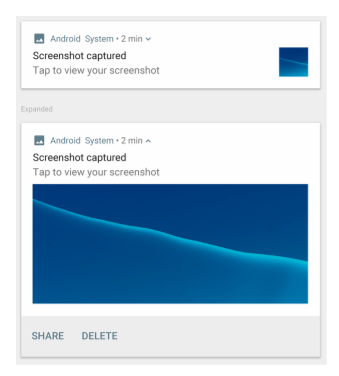 Android System • 2 min
Screenshot captured
Tap to view your screenshot
Expanded
Android System • 2 min
Screenshot captured
Tap to view your screenshot
SHARE DELETE